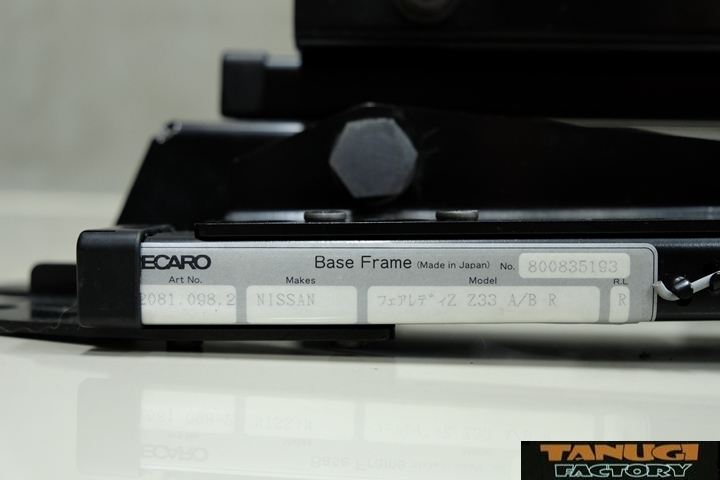 ECARO Base Frame (Made in Japan) No. 800835193
Art No. Makes Model R.L
2081.098.2 NISSAN フェアレディZ Z33 A/B R R
TANUGI
FACTORY